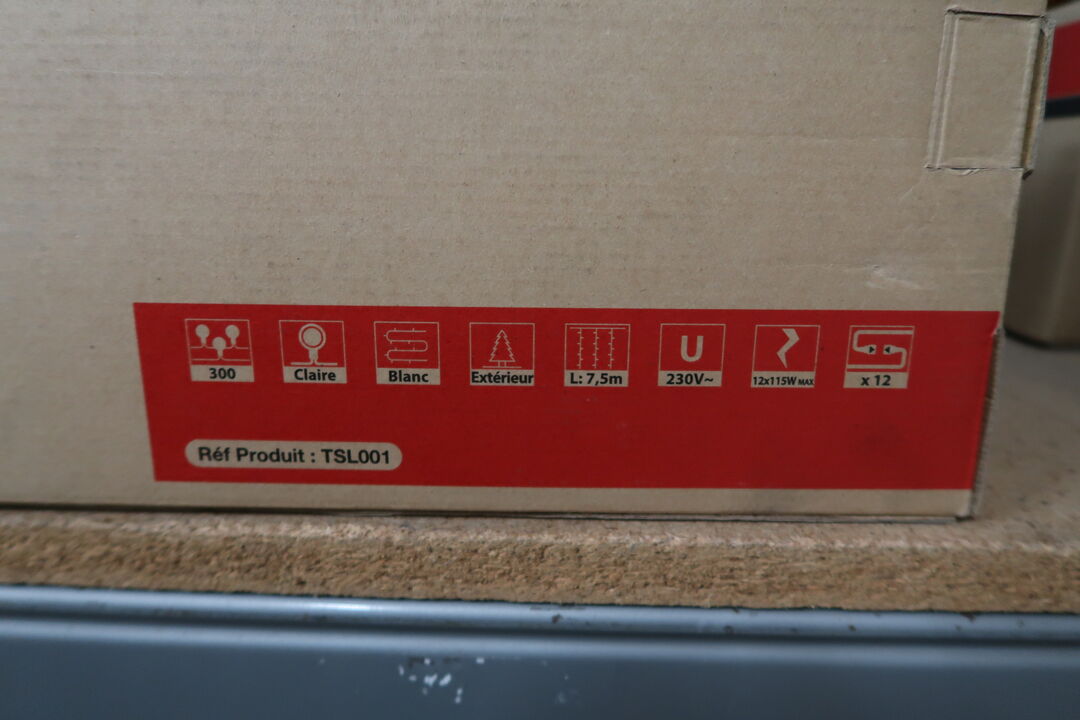 300
Claire
Blanc
Extérieur
L: 7,5m
U
230V~
12x115W MAX
x 12
Réf Produit : TSL001